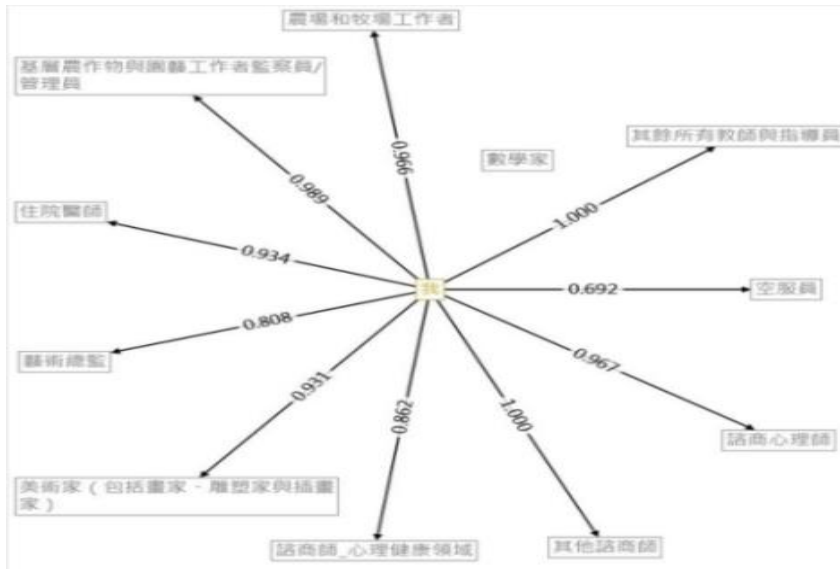 農場和牧場工作者
基層農作物與園藝工作者監察員/
管理員
數學家
其餘所有教師與指導員
0.966
0.989
1.000
住院醫師
0.934
我
0.692
空服員
0.808
藝術總監
0.967
0.931
0.862
1.000
諮商心理師
美術家（包括畫家、雕塑家與插畫
家）
諮商師_心理健康領域
其他諮商師